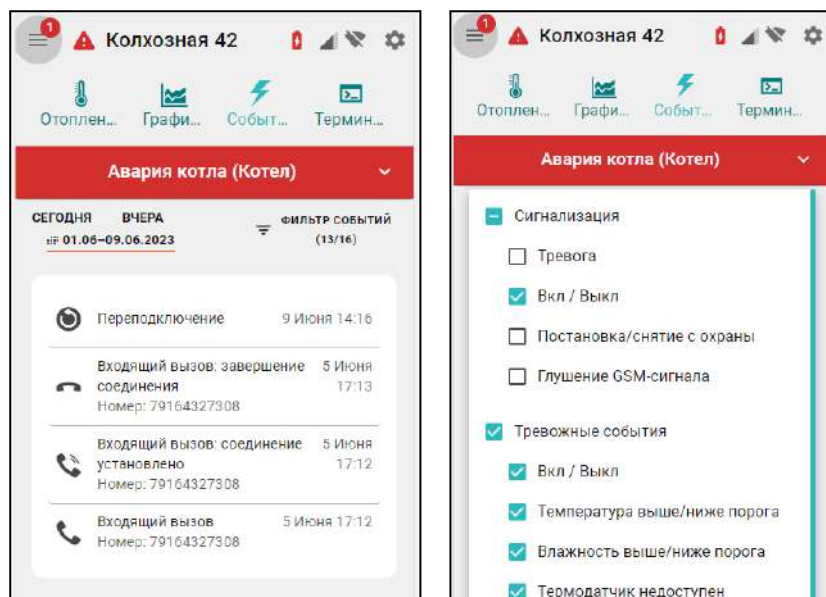 1
Колхозная 42
Отоплен... Графи... Событ... Термин...
Авария котла (Котел)
СЕГОДНЯ ВЧЕРА
01.06–09.06.2023
ФИЛЬТР СОБЫТИЙ
(13/16)
Переподключение 9 Июня 14:16
Входящий вызов: завершение 5 Июня
соединения 17:13
Номер: 79164327308
Входящий вызов: соединение 5 Июня
установлено 17:12
Номер: 79164327308
Входящий вызов 5 Июня 17:12
Номер: 79164327308
1
Колхозная 42
Отоплен... Графи... Событ... Термин...
Авария котла (Котел)
Сигнализация
Тревога
Вкл / Выкл
Постановка/снятие с охраны
Глушение GSM-сигнала
Тревожные события
Вкл / Выкл
Температура выше/ниже порога
Влажность выше/ниже порога
Термодатчик недоступен